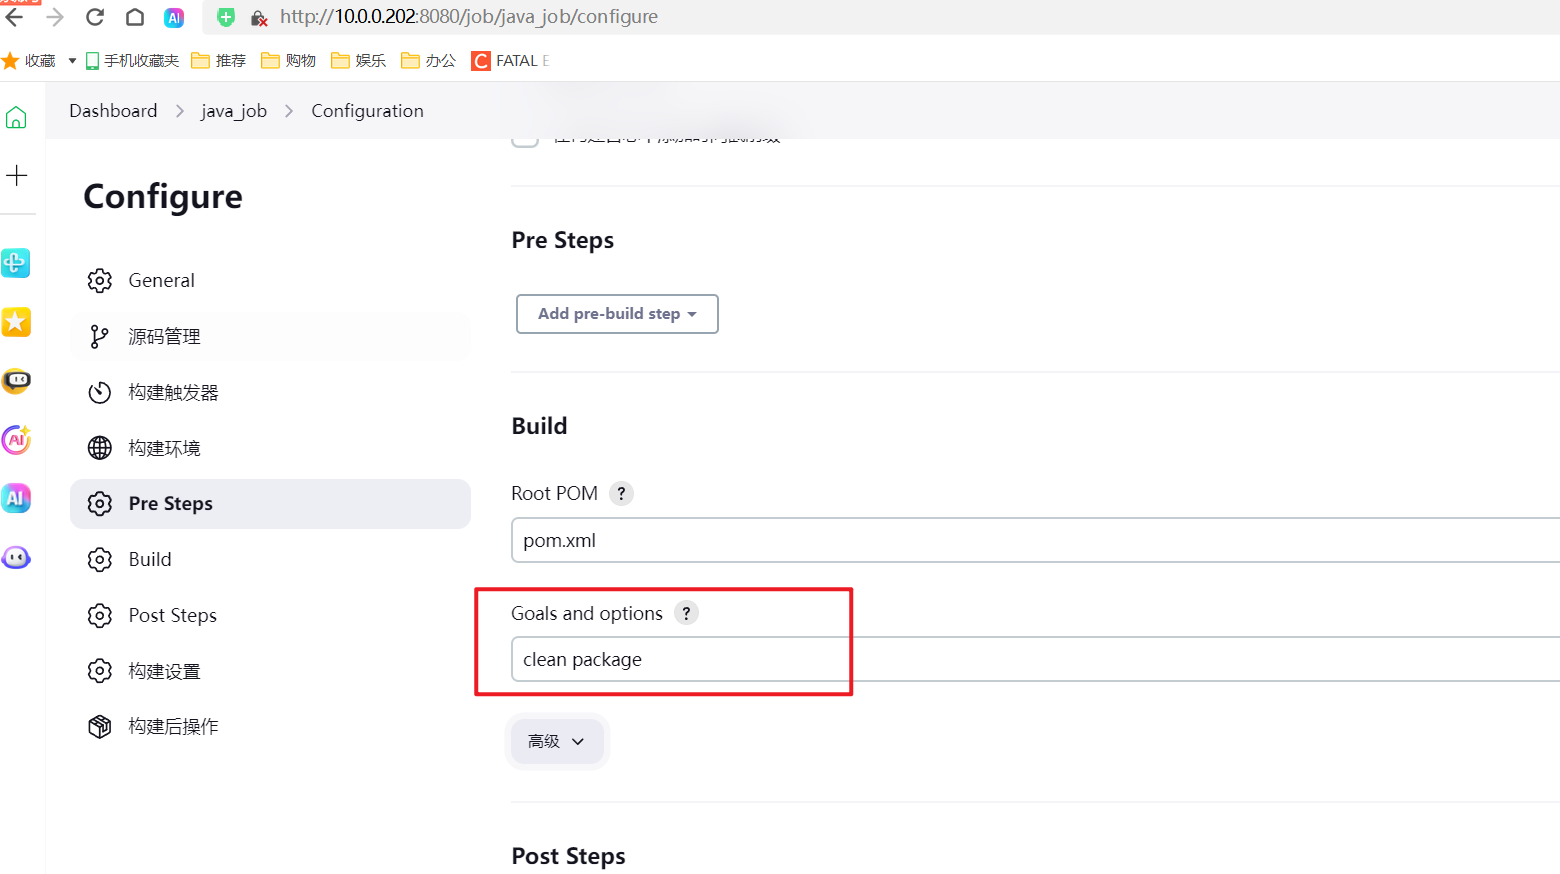 http://10.0.0.202:8080/job/java_job/configure
收藏
手机收藏夹
推荐
购物
娱乐
办公
FATAL E
Dashboard > java_job > Configuration
Configure
General
源码管理
构建触发器
构建环境
Pre Steps
Build
Post Steps
构建设置
构建后操作
Pre Steps
Add pre-build step
Build
Root POM ?
pom.xml
Goals and options ?
clean package
高级
Post Steps